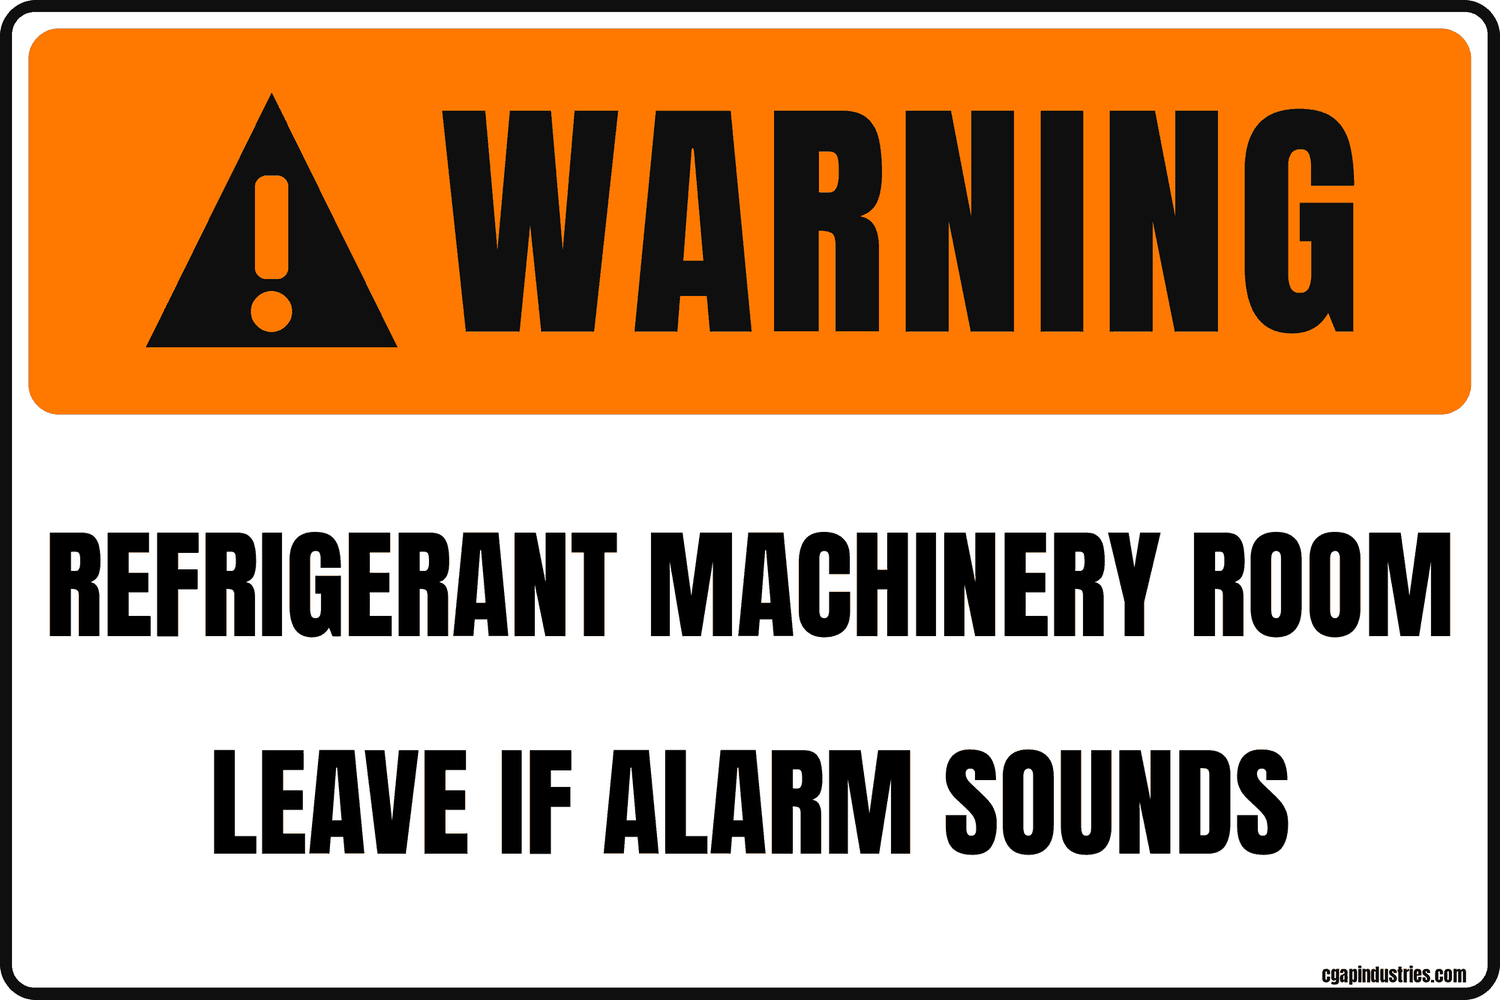 WARNING
REFRIGERANT MACHINERY ROOM
LEAVE IF ALARM SOUNDS
cgapindustries.com